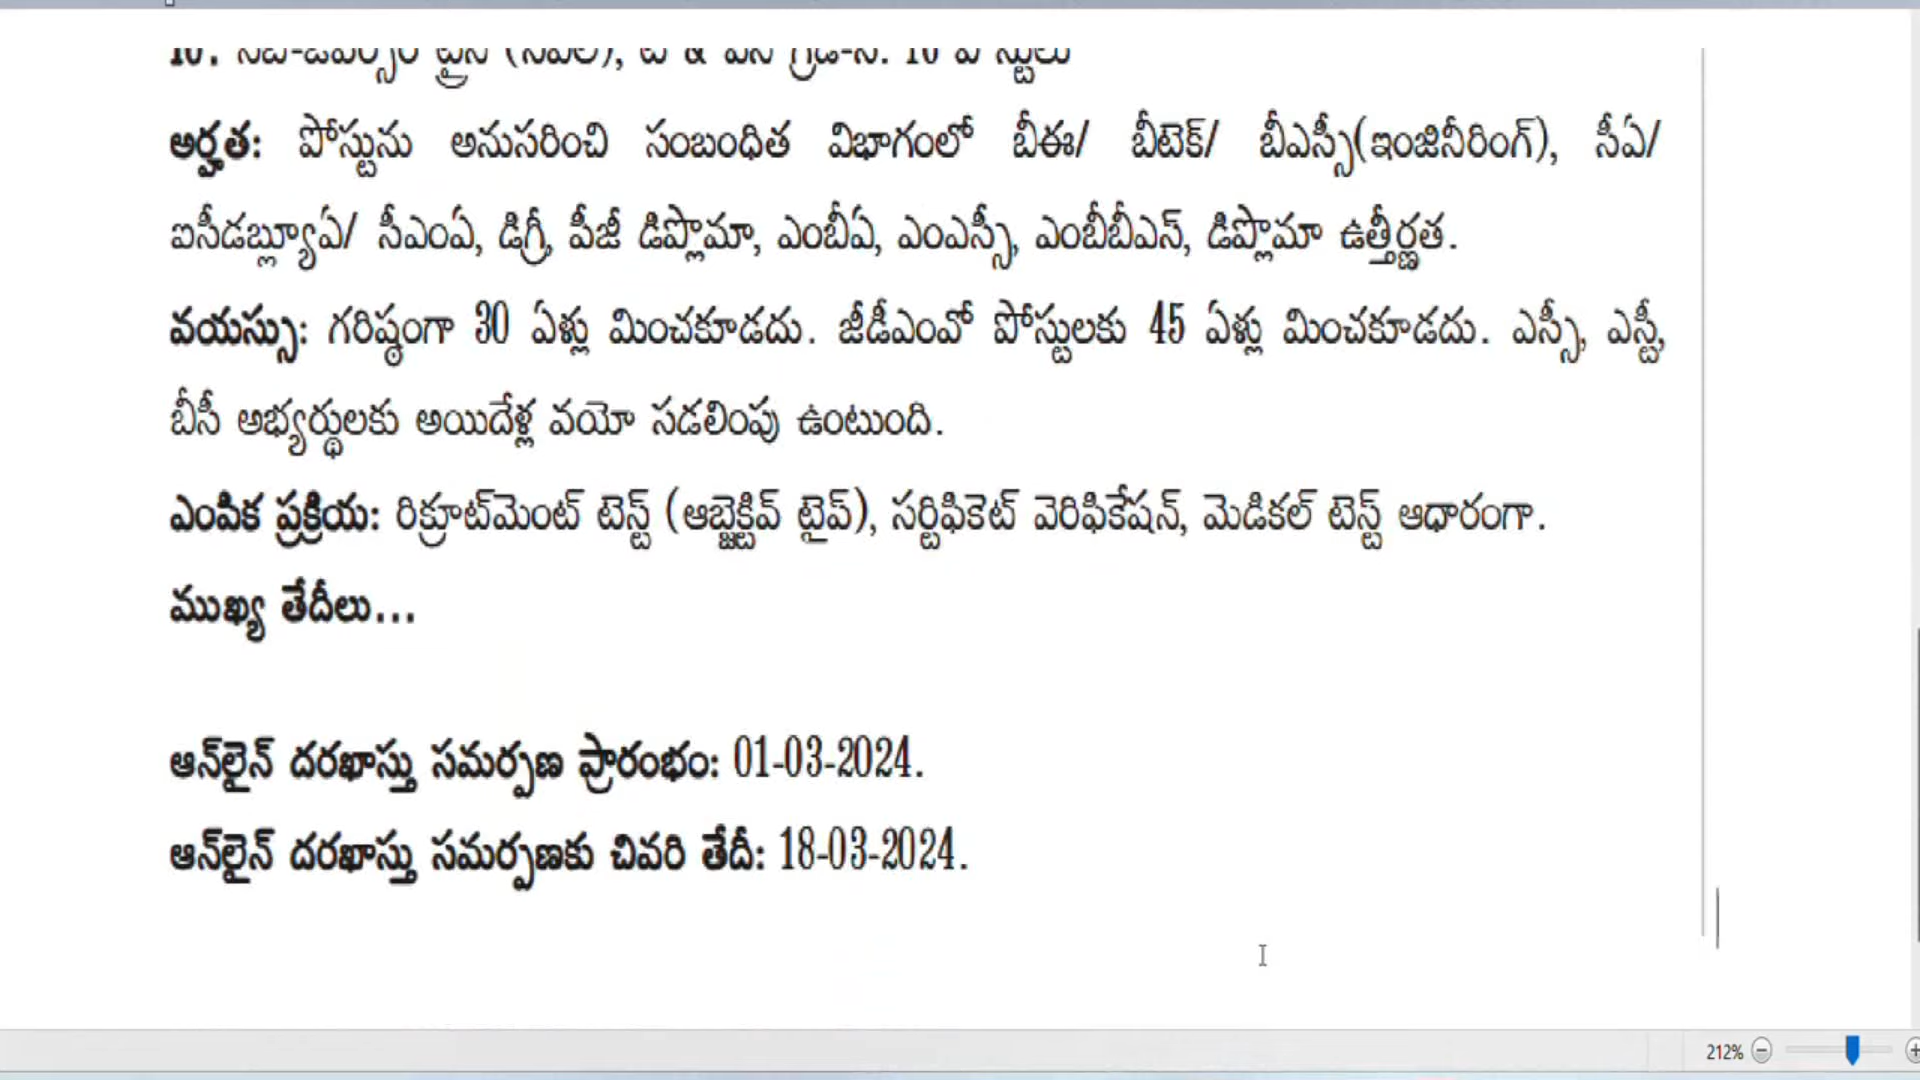 అర్హత: పోస్టును అనుసరించి సంబంధిత విభాగంలో బీఈ/ బీటెక్/ బీఎస్సీ(ఇంజినీరింగ్), సీఏ/
ఐసీడబ్ల్యూఏ/ సీఎంఏ, డిగ్రీ, పీజీ డిప్లొమా, ఎంబీఏ, ఎంఎస్సీ, ఎంబీబీఎస్, డిప్లొమా ఉత్తీర్ణత.
వయస్సు: గరిష్ఠంగా 30 ఏళ్లు మించకూడదు. జీడీఎంవో పోస్టులకు 45 ఏళ్లు మించకూడదు. ఎస్సీ, ఎస్టీ,
బీసీ అభ్యర్థులకు అయిదేళ్ల వయో సడలింపు ఉంటుంది.
ఎంపిక ప్రక్రియ: రిక్రూట్‌మెంట్ టెస్ట్ (ఆబ్జెక్టివ్ టైప్), సర్టిఫికెట్ వెరిఫికేషన్, మెడికల్ టెస్ట్ ఆధారంగా.
ముఖ్య తేదీలు...
ఆన్‌లైన్ దరఖాస్తు సమర్పణ ప్రారంభం: 01-03-2024.
ఆన్‌లైన్ దరఖాస్తు సమర్పణకు చివరి తేదీ: 18-03-2024.
212%